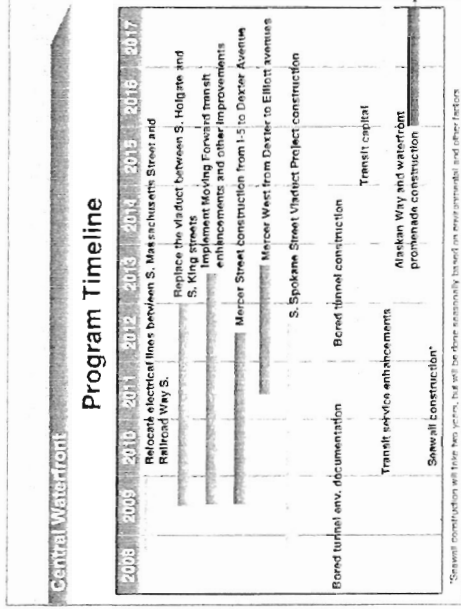 Central Waterfront
Program Timeline
2008 2009 2010 2011 2012 2013 2014 2015 2016 2017
Relocate electrical lines between S. Massachusetts Street and
Railroad Way S.
Replace the viaduct between S. Holgate and
S. King streets
Implement Moving Forward transit
enhancements and other improvements
Mercer Street construction from I-5 to Dexter Avenue
Mercer West from Dexter to Elliott avenues
S. Spokane Street Viaduct Project construction
Bored tunnel env. documentation
Bored tunnel construction
Transit capital
Transit service enhancements
Alaskan Way and waterfront
promenade construction
Seawall construction*
*Seawall construction will take two years, but will be done seasonally based on environmental and other factors